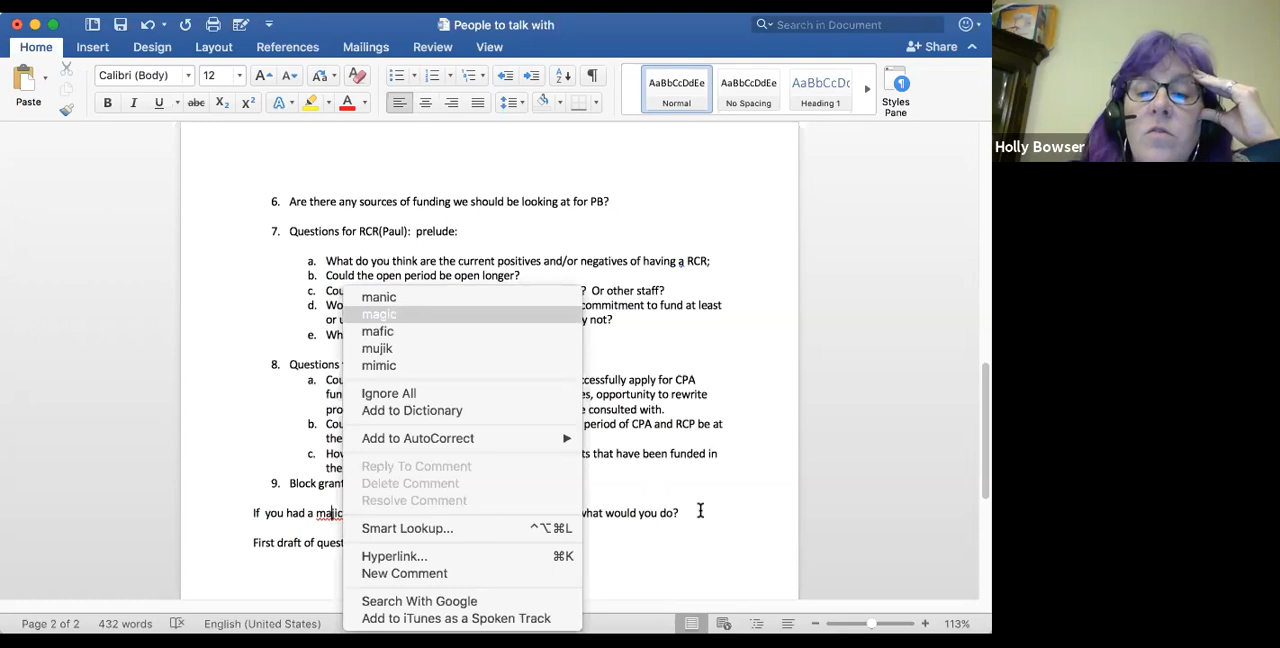 People to talk with
Search in Document
Home Insert Design Layout References Mailings Review View
Share
Paste
Calibri (Body) 12
AaBbCcDdEe AaBbCcDdEe AaBbCcDc
Normal No Spacing Heading 1
Styles Pane
Holly Bowser
6. Are there any sources of funding we should be looking at for PB?
7. Questions for RCR(Paul): prelude:
a. What do you think are the current positives and/or negatives of having a RCR;
b. Could the open period be open longer?
c. Cou ? Or other staff?
d. Wo commitment to fund at least
or u y not?
e. Wh
8. Questions
a. Cou ccessfully apply for CPA
fun es, opportunity to rewrite
pro e consulted with.
b. Cou period of CPA and RCP be at
the
c. How ts that have been funded in
the
9. Block grant
If you had a majic what would you do?
First draft of quest
manic
magic
mafic
mujik
mimic
Ignore All
Add to Dictionary
Add to AutoCorrect
Reply To Comment
Delete Comment
Resolve Comment
Smart Lookup... ^⌥⌘L
Hyperlink... ⌘K
New Comment
Search With Google
Add to iTunes as a Spoken Track
Page 2 of 2 432 words English (United States) 113%